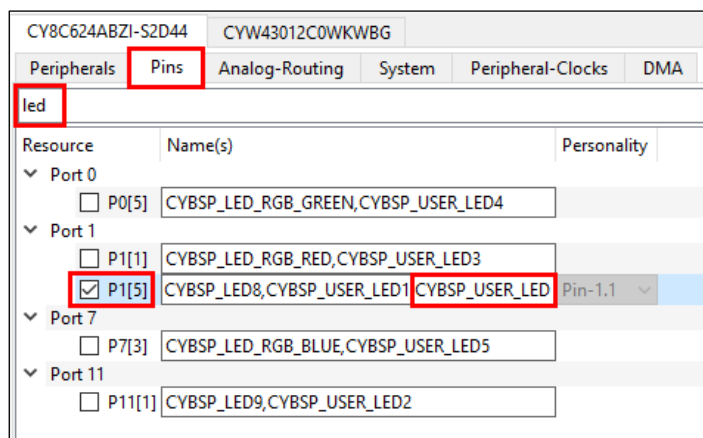 CY8C624ABZI-S2D44 CYW43012C0WKWBG
Peripherals Pins Analog-Routing System Peripheral-Clocks DMA
led
Resource Name(s) Personality
Port 0
P0[5] CYBSP_LED_RGB_GREEN,CYBSP_USER_LED4
Port 1
P1[1] CYBSP_LED_RGB_RED,CYBSP_USER_LED3
P1[5] CYBSP_LED8,CYBSP_USER_LED1 CYBSP_USER_LED Pin-1.1
Port 7
P7[3] CYBSP_LED_RGB_BLUE,CYBSP_USER_LED5
Port 11
P11[1] CYBSP_LED9,CYBSP_USER_LED2